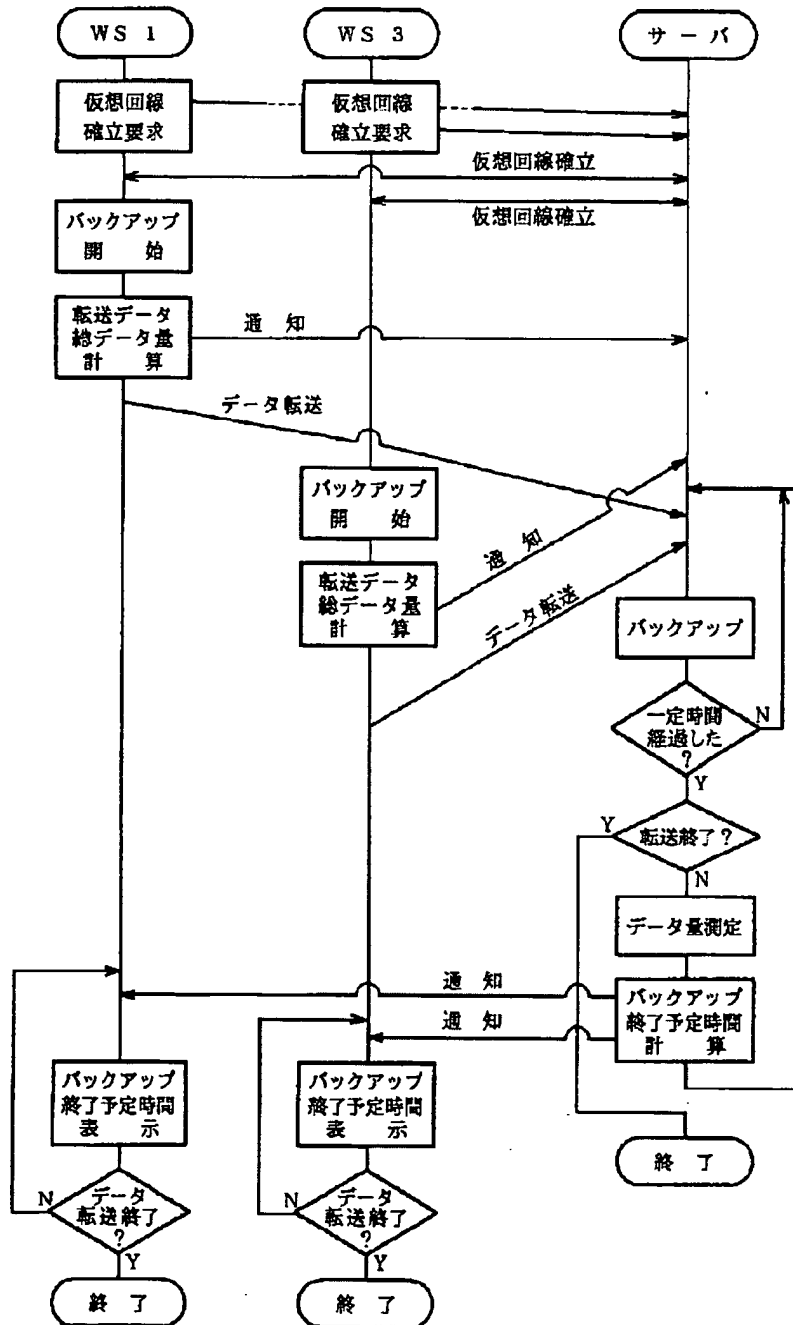 WS 1
WS 3
サーバ
仮想回線
確立要求
仮想回線
確立要求
仮想回線確立
仮想回線確立
バックアップ
開 始
転送データ
総データ量
計 算
通 知
データ転送
バックアップ
開 始
転送データ
総データ量
計 算
通 知
データ転送
バックアップ
一定時間
経過した
?
N
Y
転送終了?
Y
N
データ量測定
バックアップ
終了予定時間
計 算
通 知
通 知
バックアップ
終了予定時間
表 示
バックアップ
終了予定時間
表 示
データ
転送終了
?
N
Y
データ
転送終了
?
N
Y
終 了
終 了
終 了